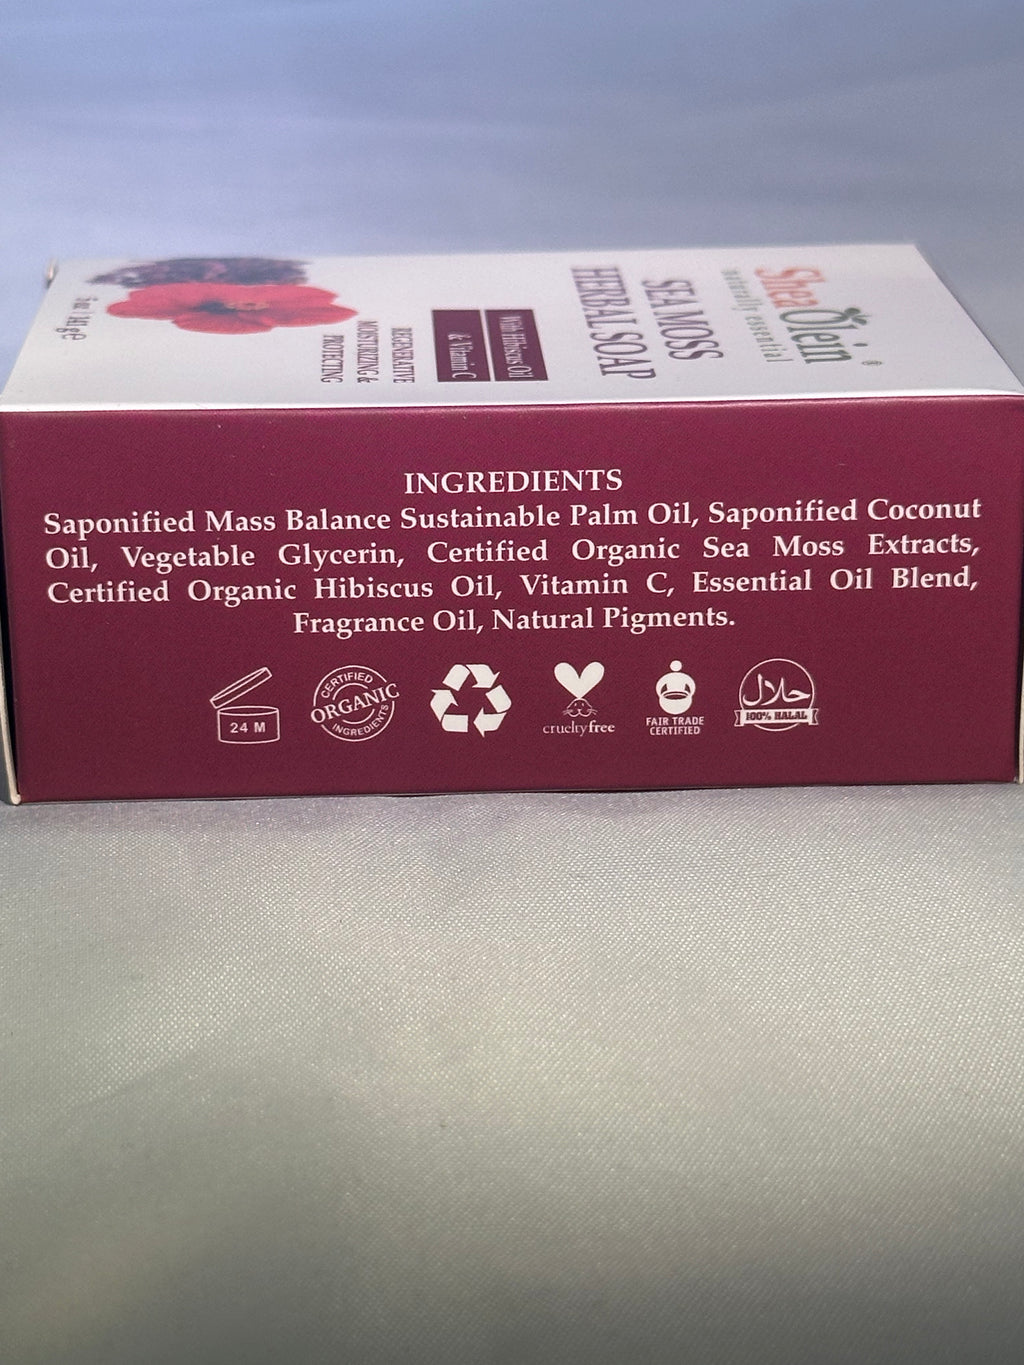 Shea Olein ®
naturally essential
SEA MOSS
HERBAL SOAP
With Hibiscus Oil
& Vitamin C
REGENERATIVE
MOISTURIZING &
PROTECTING
INGREDIENTS
Saponified Mass Balance Sustainable Palm Oil, Saponified Coconut
Oil, Vegetable Glycerin, Certified Organic Sea Moss Extracts,
Certified Organic Hibiscus Oil, Vitamin C, Essential Oil Blend,
Fragrance Oil, Natural Pigments.
24 M
CERTIFIED
ORGANIC
INGREDIENTS
crueltyfree
FAIR TRADE
CERTIFIED
حلال
100% HALAL